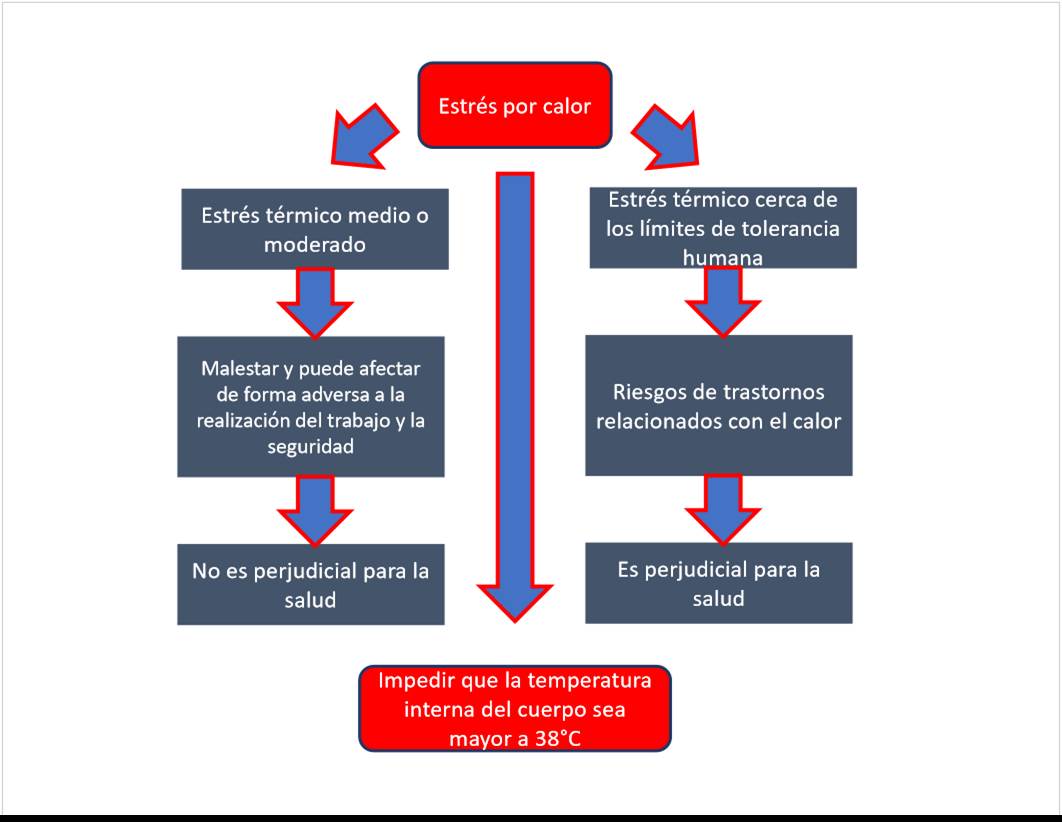 Estrés por calor
Estrés térmico medio o
moderado
Estrés térmico cerca de
los límites de tolerancia
humana
Malestar y puede afectar
de forma adversa a la
realización del trabajo y la
seguridad
Riesgos de trastornos
relacionados con el calor
No es perjudicial para la
salud
Es perjudicial para la
salud
Impedir que la temperatura
interna del cuerpo sea
mayor a 38°C